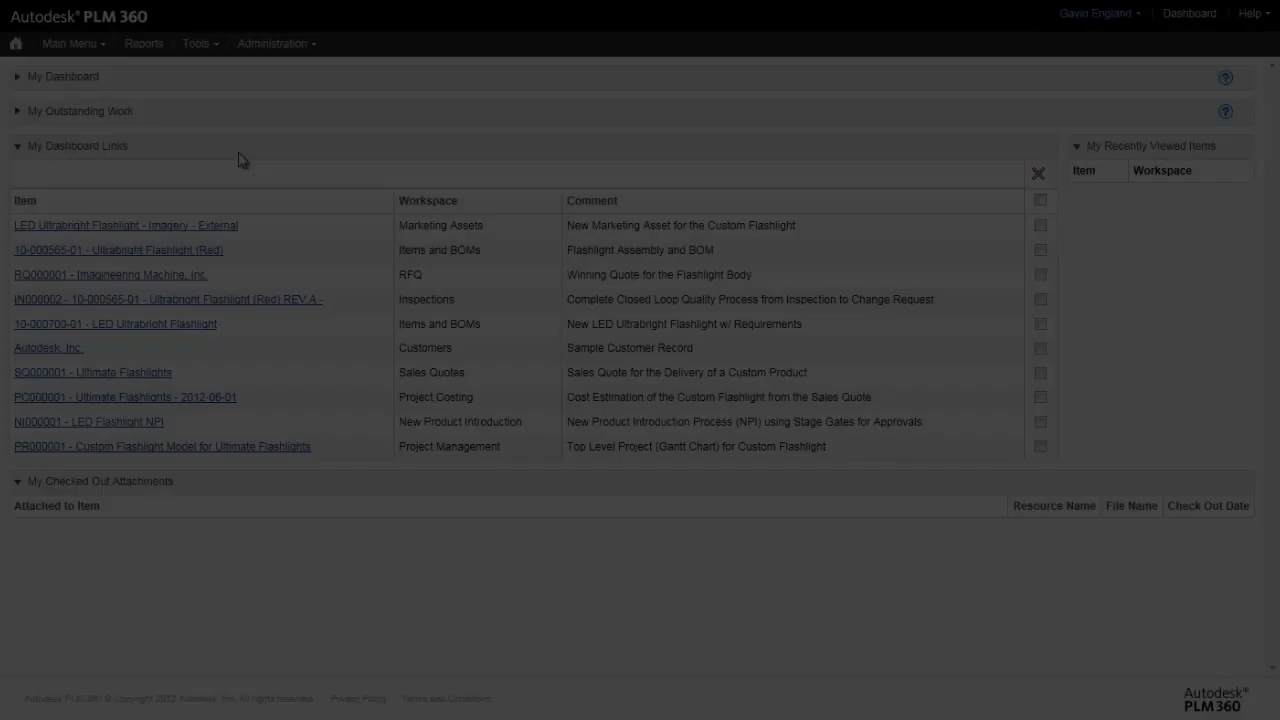 Autodesk® PLM 360
Gavin England Dashboard Help
Main Menu Reports Tools Administration
My Dashboard ?
My Outstanding Work ?
My Dashboard Links My Recently Viewed Items
Item Workspace
Item Workspace Comment
LED Ultrabright Flashlight - Imagery - External Marketing Assets New Marketing Asset for the Custom Flashlight
10-000565-01 - Ultrabright Flashlight (Red) Items and BOMs Flashlight Assembly and BOM
RQ000001 - Imagineering Machine, Inc. RFQ Winning Quote for the Flashlight Body
IN000002 - 10-000565-01 - Ultrabright Flashlight (Red) REV:A - Inspections Complete Closed Loop Quality Process from Inspection to Change Request
10-000700-01 - LED Ultrabright Flashlight Items and BOMs New LED Ultrabright Flashlight w/ Requirements
Autodesk, Inc. Customers Sample Customer Record
SQ000001 - Ultimate Flashlights Sales Quotes Sales Quote for the Delivery of a Custom Product
PC000001 - Ultimate Flashlights - 2012-06-01 Project Costing Cost Estimation of the Custom Flashlight from the Sales Quote
NI000001 - LED Flashlight NPI New Product Introduction New Product Introduction Process (NPI) using Stage Gates for Approvals
PR000001 - Custom Flashlight Model for Ultimate Flashlights Project Management Top Level Project (Gantt Chart) for Custom Flashlight
My Checked Out Attachments
Attached to Item Resource Name File Name Check Out Date
Autodesk PLM 360 © Copyright 2012 Autodesk, Inc. All rights reserved. Privacy Policy Terms and Conditions
Autodesk®
PLM 360